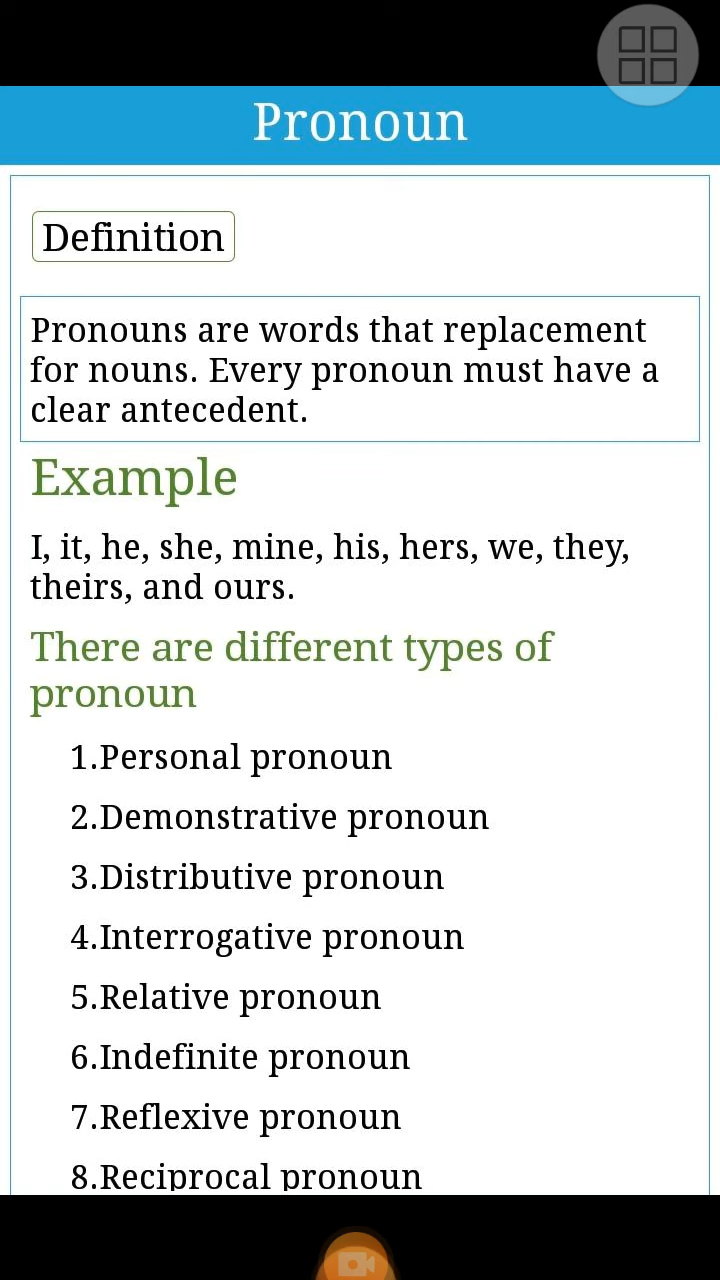 Pronoun
Definition
Pronouns are words that replacement
for nouns. Every pronoun must have a
clear antecedent.
Example
I, it, he, she, mine, his, hers, we, they,
theirs, and ours.
There are different types of
pronoun
1.Personal pronoun
2.Demonstrative pronoun
3.Distributive pronoun
4.Interrogative pronoun
5.Relative pronoun
6.Indefinite pronoun
7.Reflexive pronoun
8.Reciprocal pronoun